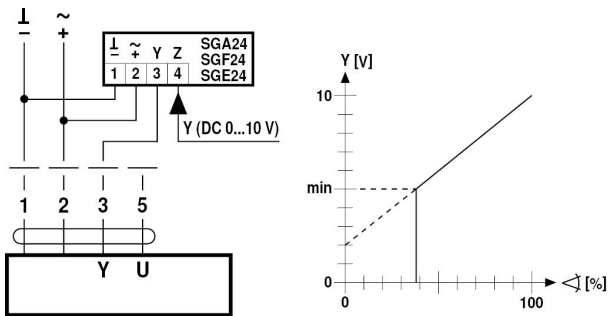 ⊥ ~
– +
SGA24
SGF24
SGE24
⊥ ~ Y Z
– +
1 2 3 4
Y (DC 0...10 V)
1 2 3 5
Y U
Y [V]
10
min
0
0 100
∢ [%]